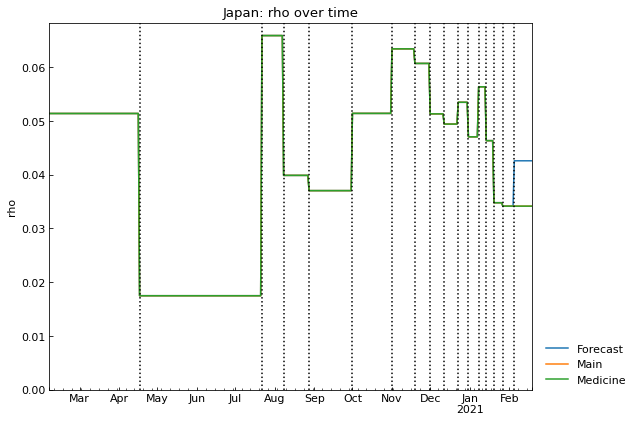 Japan: rho over time
0.06
0.05
0.04
0.03
0.02
0.01
0.00
rho
Mar Apr May Jun Jul Aug Sep Oct Nov Dec Jan Feb
2021
Forecast
Main
Medicine